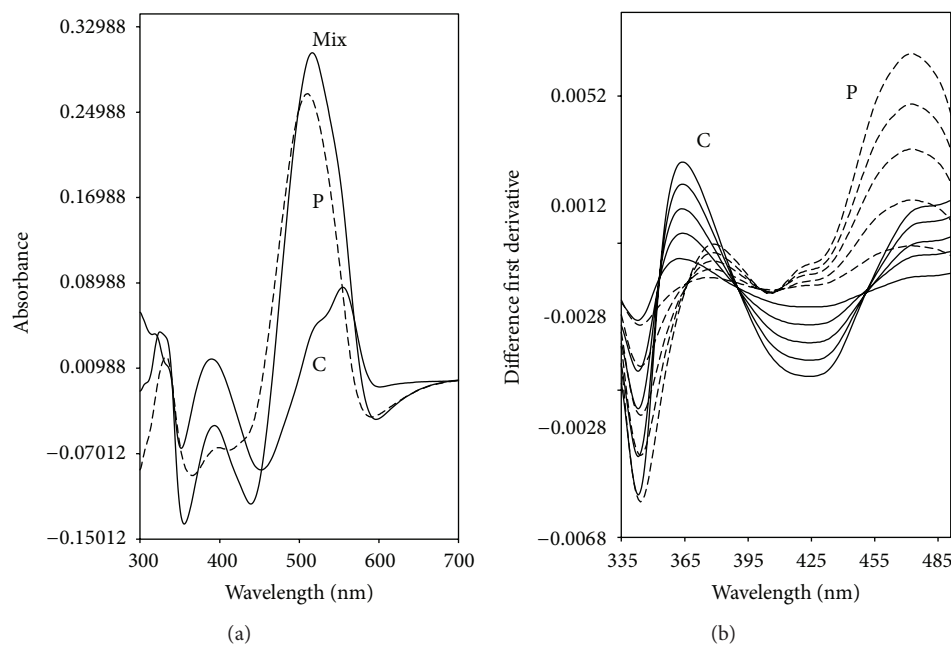 0.32988
0.24988
0.16988
0.08988
0.00988
−0.07012
−0.15012
Absorbance
Mix
P
C
300 400 500 600 700
Wavelength (nm)
(a)
0.0052
0.0012
-0.0028
−0.0028
−0.0068
Difference first derivative
C
P
335 365 395 425 455 485
Wavelength (nm)
(b)